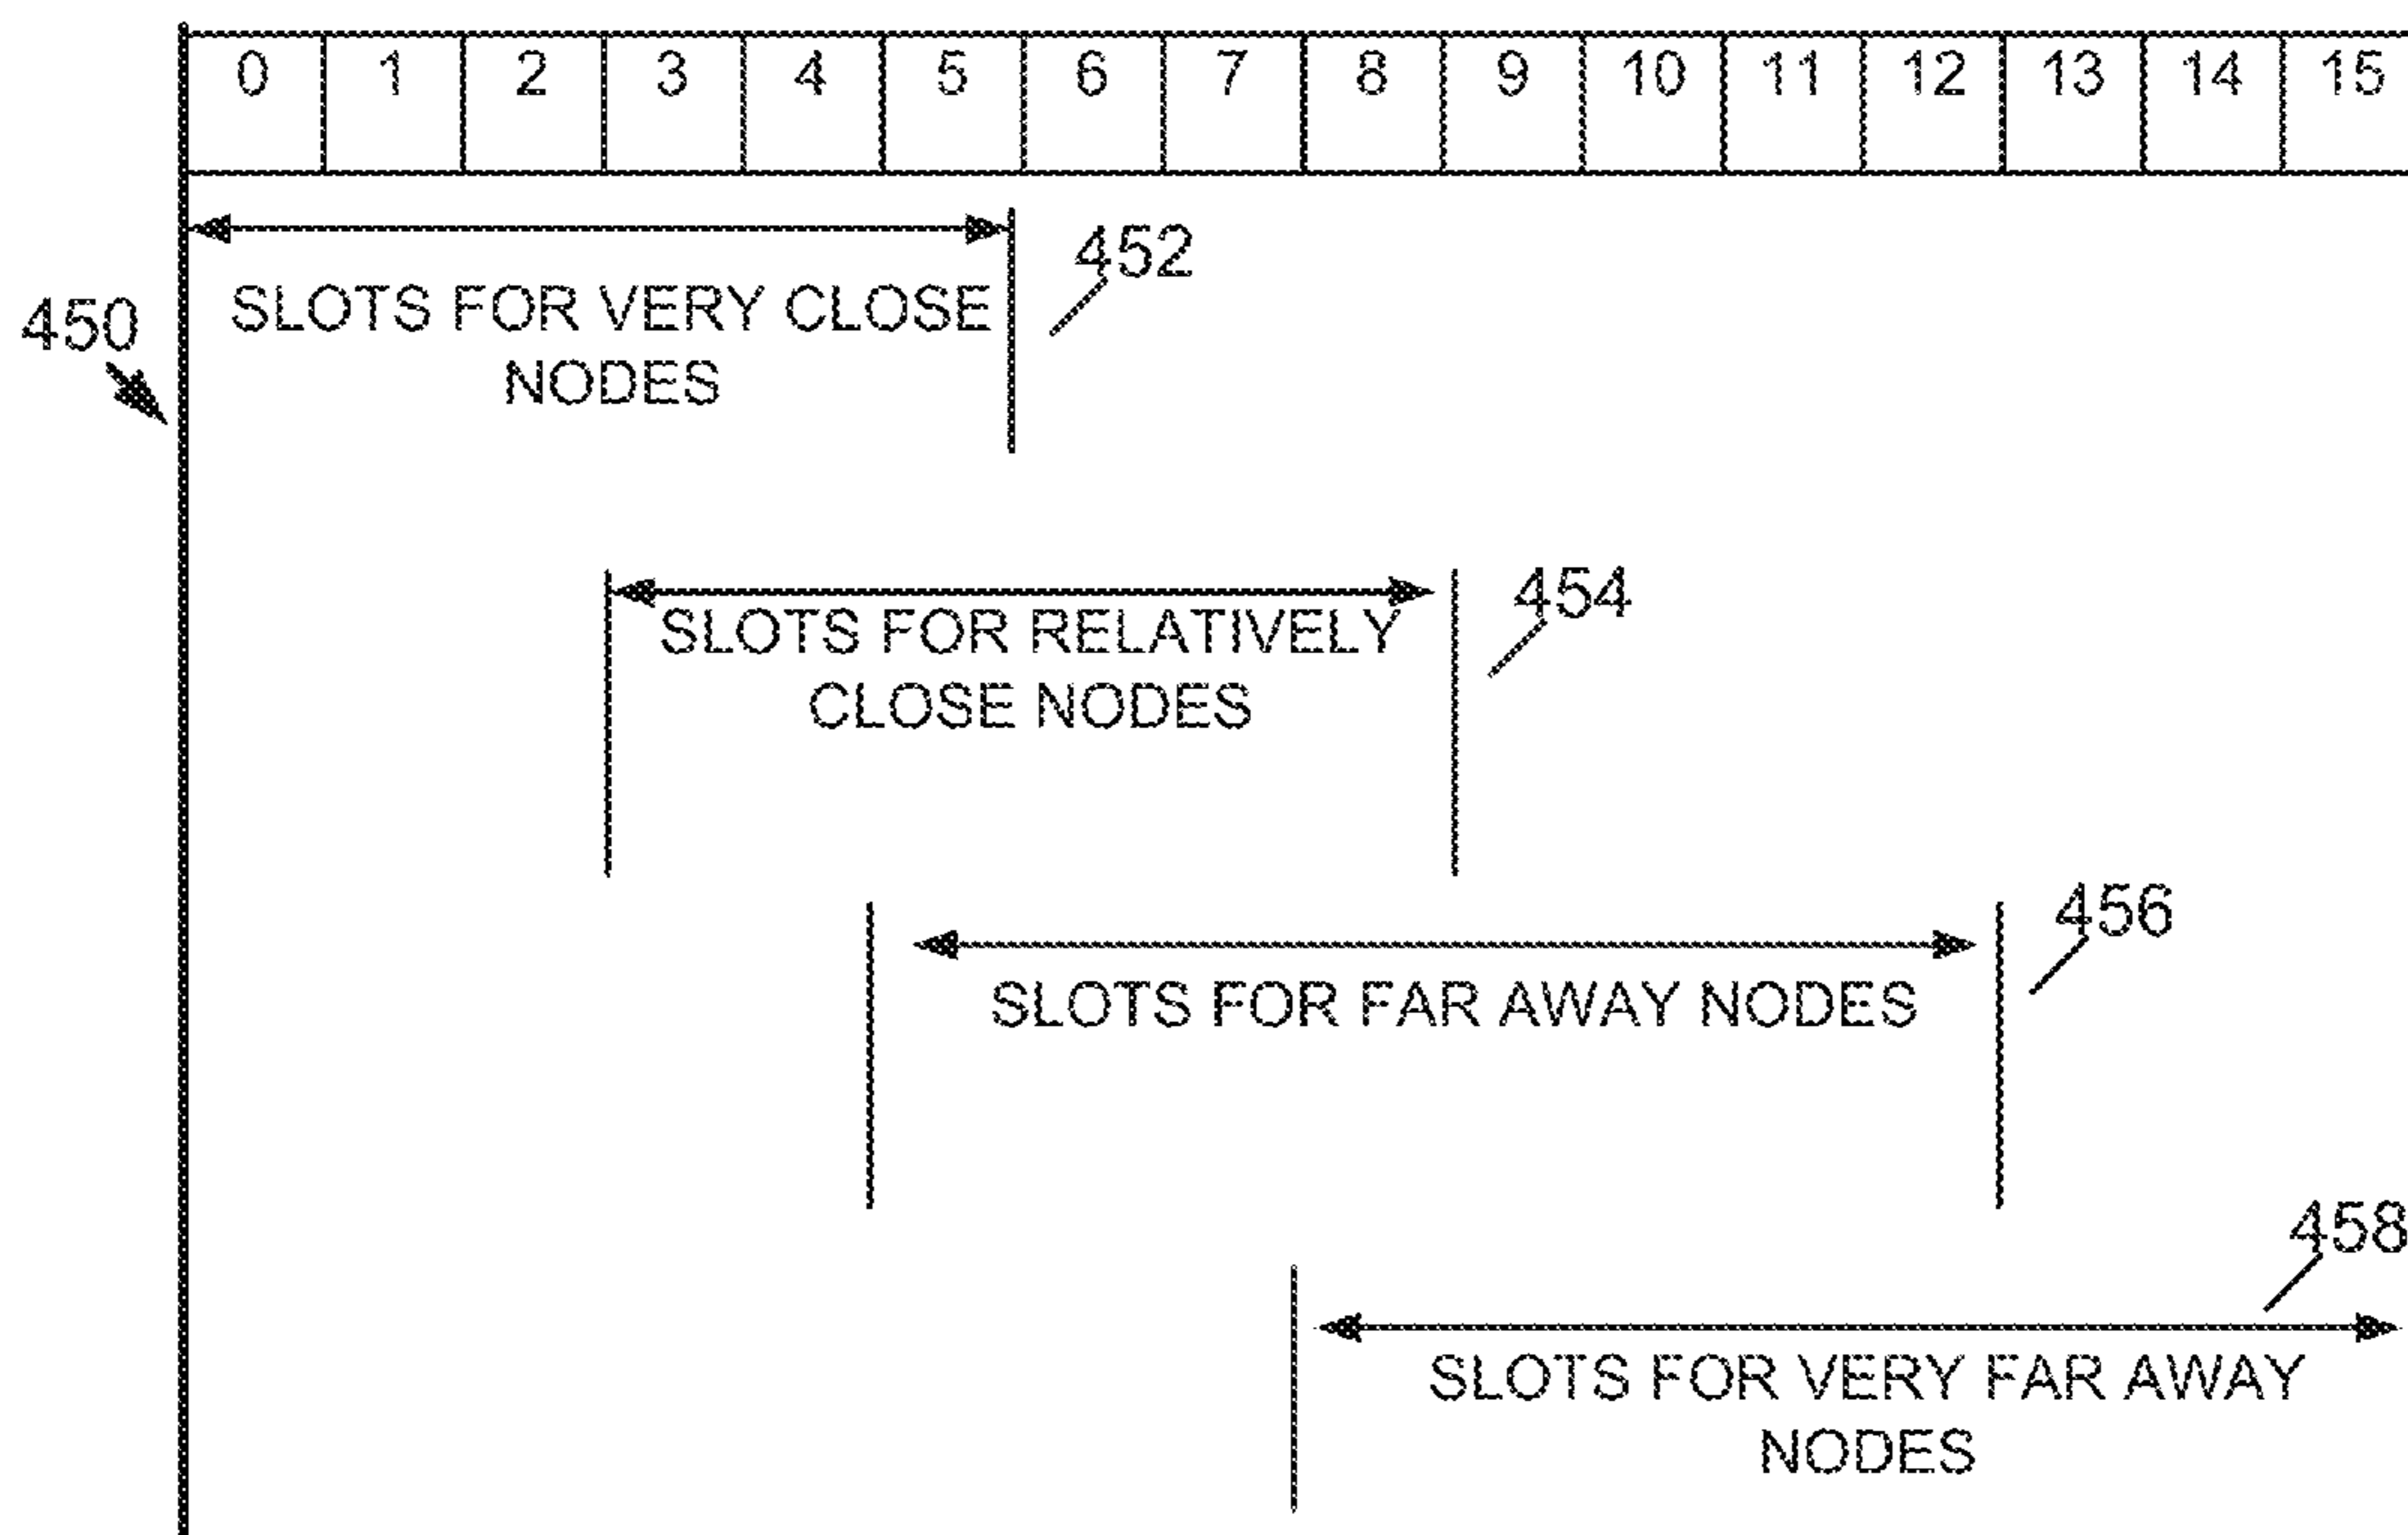 0 1 2 3 4 5 6 7 8 9 10 11 12 13 14 15
452
SLOTS FOR VERY CLOSE
NODES
450
454
SLOTS FOR RELATIVELY
CLOSE NODES
456
SLOTS FOR FAR AWAY NODES
458
SLOTS FOR VERY FAR AWAY
NODES